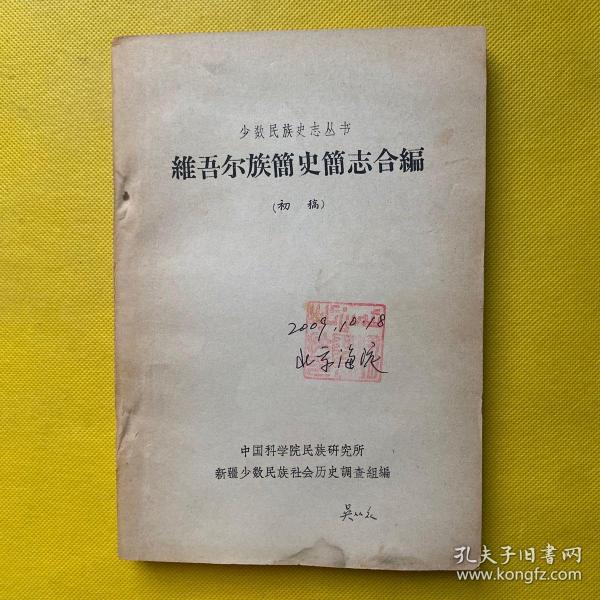 少数民族史志丛书
維吾尔族簡史簡志合編
(初稿)
2009.10.18
北京海淀
中国科学院民族研究所
新疆少数民族社会历史調查組編
孔夫子旧书网
www.kongfz.com